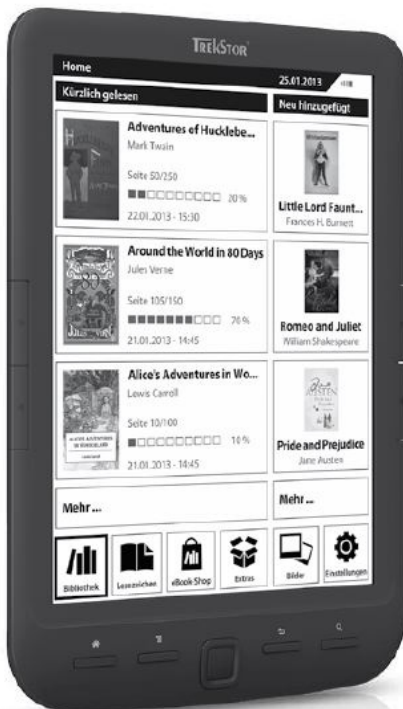 TREKSTOR
Home
25.01.2013
Kürzlich gelesen
Neu hinzugefügt
Adventures of Hucklebe...
Mark Twain
Seite 50/250
20 %
22.01.2013 - 15:30
Around the World in 80 Days
Jules Verne
Seite 105/150
70 %
21.01.2013 - 14:45
Alice's Adventures in Wo...
Lewis Carroll
Seite 10/100
10 %
21.01.2013 - 14:45
Mehr ...
Little Lord Faunt...
Frances H. Burnett
Romeo and Juliet
William Shakespeare
AUSTEN
Pride and Prejudice
Jane Austen
Mehr ...
Bibliothek
Lesezeichen
eBook-Shop
Extras
Bilder
Einstellungen